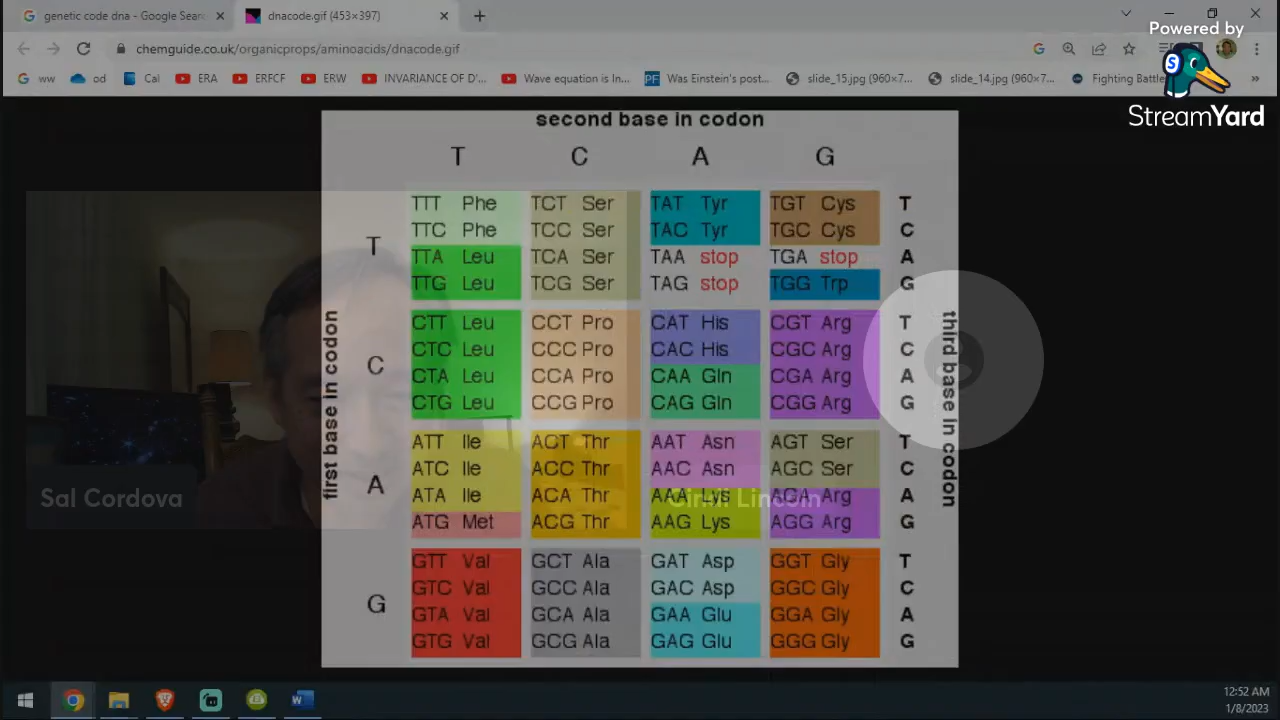 genetic code dna - Google Sear
dnacode.gif (453×397)
Powered by
chemguide.co.uk/organicprops/aminoacids/dnacode.gif
ww
od
Cal
ERA
ERFCF
ERW
INVARIANCE OF D'...
Wave equation is In...
Was Einstein's post...
slide_15.jpg (960×7...
slide_14.jpg (960×7...
Fighting Battle
StreamYard
second base in codon
T C A G
TTT Phe TCT Ser TAT Tyr TGT Cys T
TTC Phe TCC Ser TAC Tyr TGC Cys C
T
TTA Leu TCA Ser TAA stop TGA stop A
TTG Leu TCG Ser TAG stop TGG Trp G
first base in codon
third base in codon
CTT Leu CCT Pro CAT His CGT Arg T
CTC Leu CCC Pro CAC His CGC Arg C
C
CTA Leu CCA Pro CAA Gln CGA Arg A
CTG Leu CCG Pro CAG Gln CGG Arg G
ATT Ile ACT Thr AAT Asn AGT Ser T
ATC Ile ACC Thr AAC Asn AGC Ser C
A
ATA Ile ACA Thr AAA Lys AGA Arg A
ATG Met ACG Thr AAG Lys AGG Arg G
Sal Cordova
Cindi Lincoln
GTT Val GCT Ala GAT Asp GGT Gly T
GTC Val GCC Ala GAC Asp GGC Gly C
G
GTA Val GCA Ala GAA Glu GGA Gly A
GTG Val GCG Ala GAG Glu GGG Gly G
12:52 AM
1/8/2023